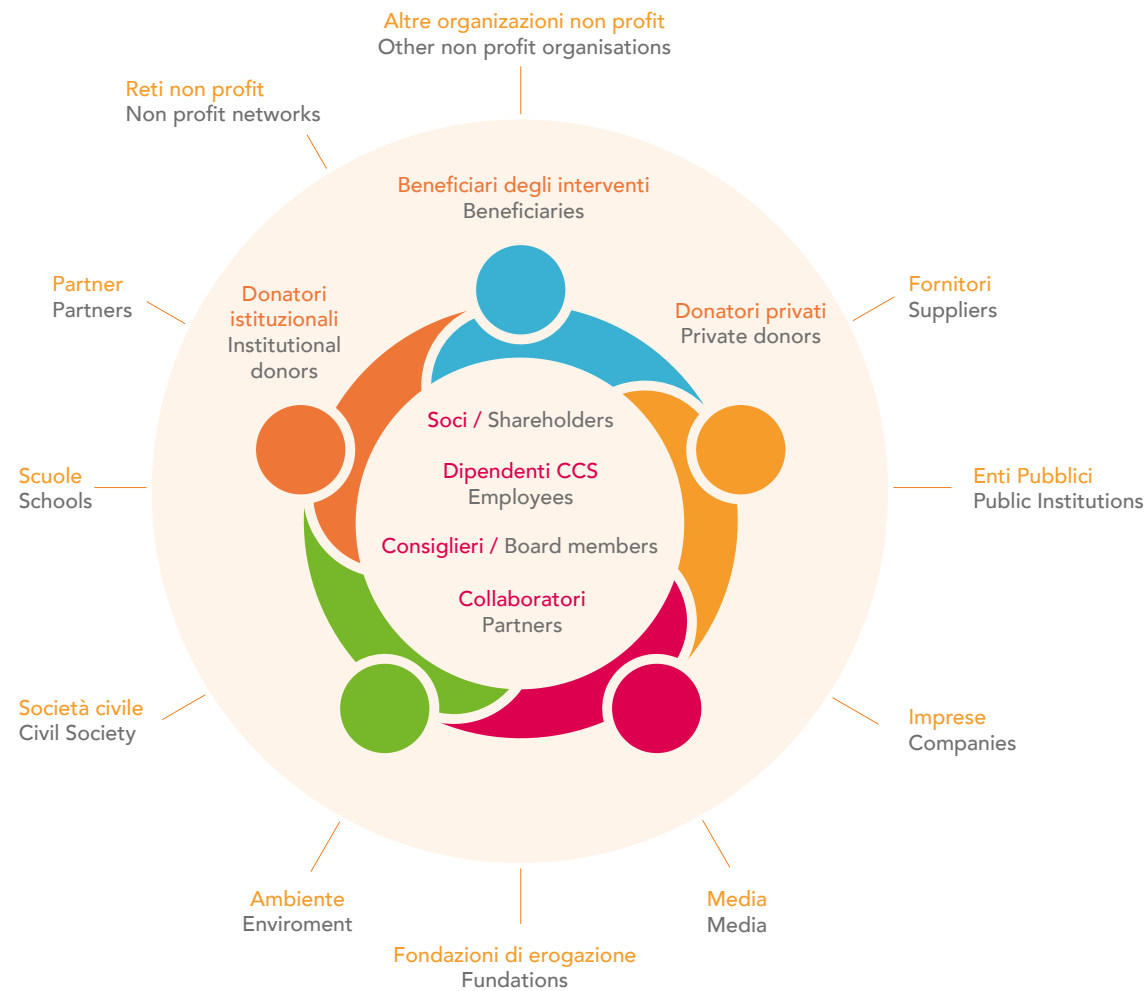 Altre organizazioni non profit
Other non profit organisations
Reti non profit
Non profit networks
Beneficiari degli interventi
Beneficiaries
Partner
Partners
Donatori
istituzionali
Institutional
donors
Donatori privati
Private donors
Fornitori
Suppliers
Soci / Shareholders
Dipendenti CCS
Employees
Consiglieri / Board members
Collaboratori
Partners
Scuole
Schools
Enti Pubblici
Public Institutions
Società civile
Civil Society
Imprese
Companies
Ambiente
Enviroment
Media
Media
Fondazioni di erogazione
Fundations